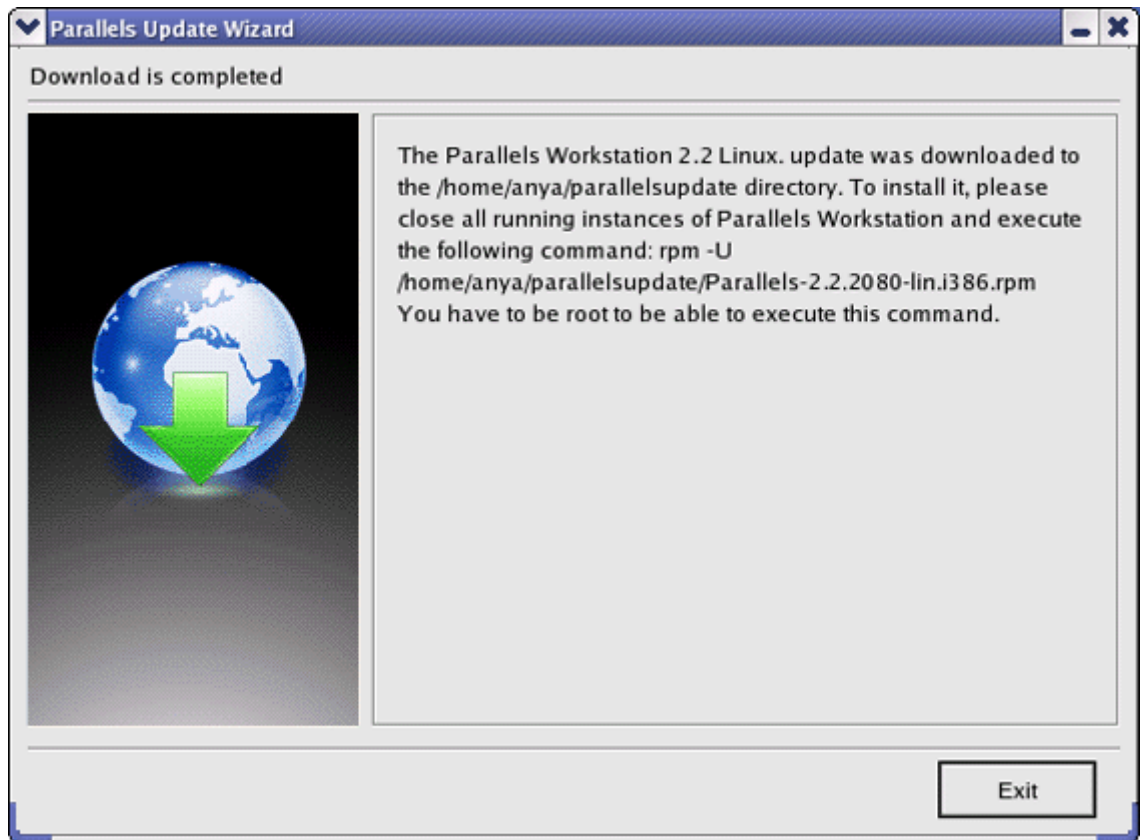 Parallels Update Wizard
Download is completed
The Parallels Workstation 2.2 Linux. update was downloaded to
the /home/anya/parallelsupdate directory. To install it, please
close all running instances of Parallels Workstation and execute
the following command: rpm -U
/home/anya/parallelsupdate/Parallels-2.2.2080-lin.i386.rpm
You have to be root to be able to execute this command.
Exit